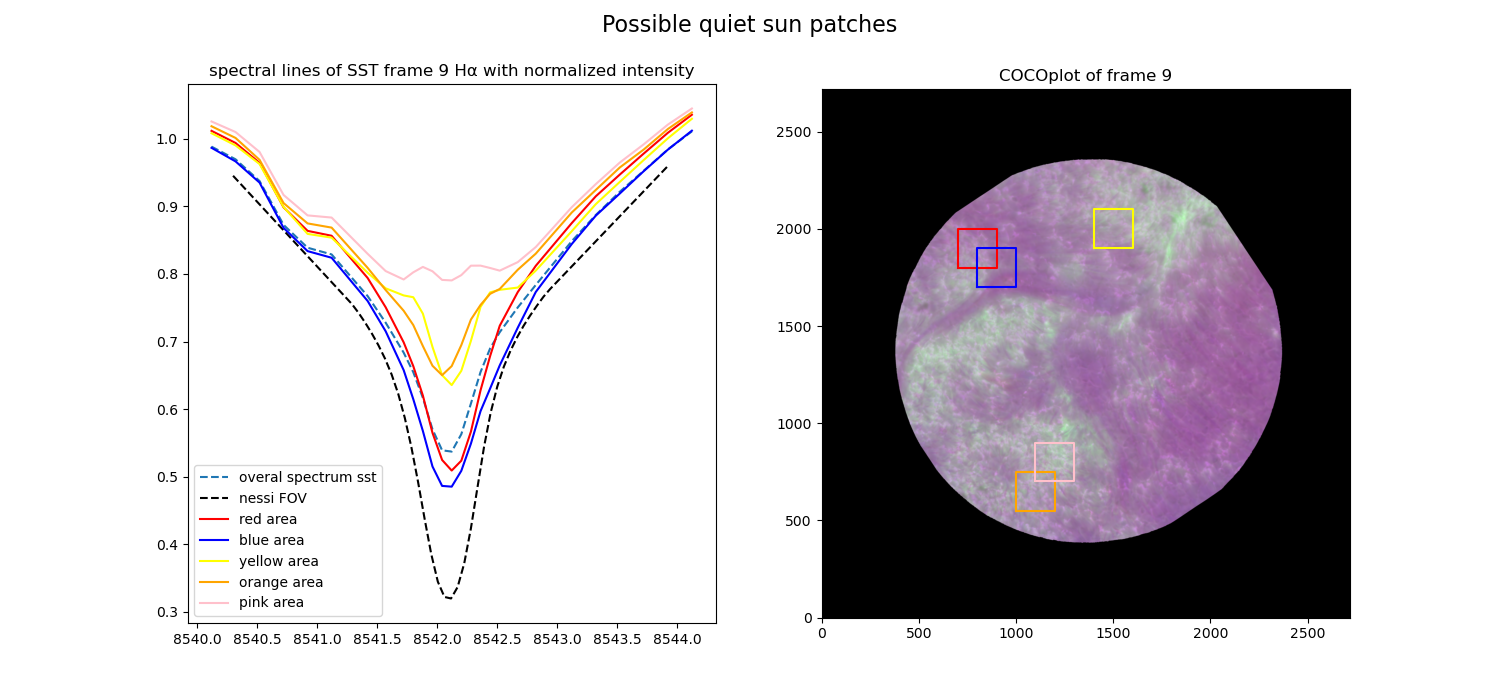 Possible quiet sun patches
spectral lines of SST frame 9 Hα with normalized intensity
1.0
0.9
0.8
0.7
0.6
0.5
0.4
0.3
8540.0 8540.5 8541.0 8541.5 8542.0 8542.5 8543.0 8543.5 8544.0
overal spectrum sst
nessi FOV
red area
blue area
yellow area
orange area
pink area
COCOplot of frame 9
2500
2000
1500
1000
500
0
0 500 1000 1500 2000 2500